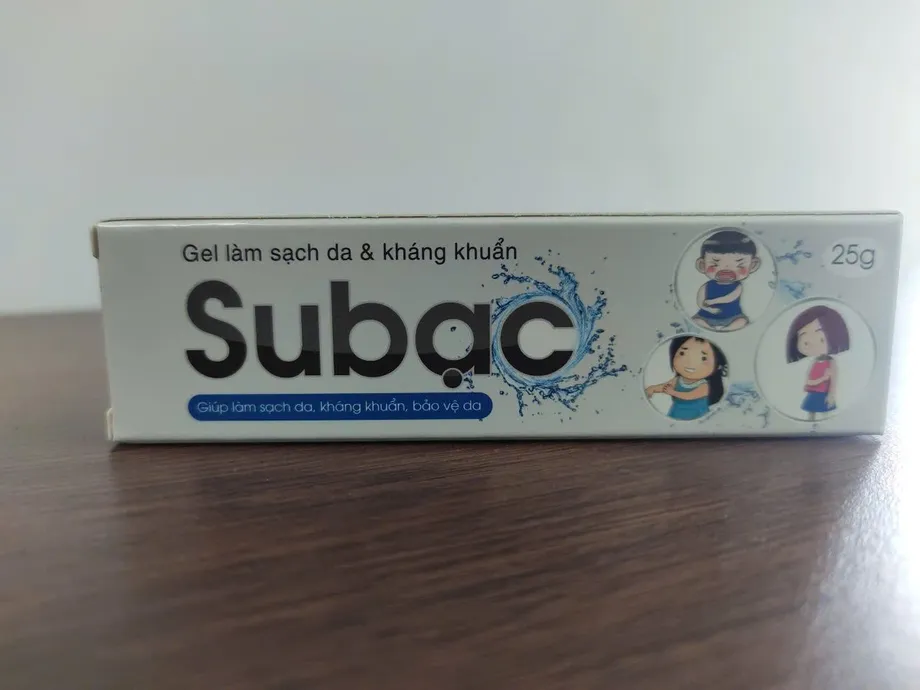 Gel làm sạch da & kháng khuẩn
Subạc
25g
Giúp làm sạch da, kháng khuẩn, bảo vệ da